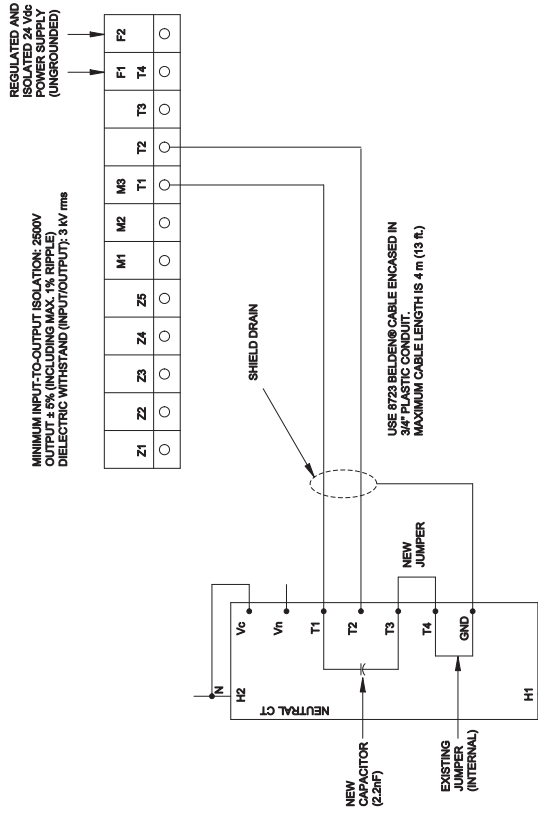 MINIMUM INPUT-TO-OUTPUT ISOLATION: 2500V
OUTPUT ± 5% (INCLUDING MAX. 1% RIPPLE)
DIELECTRIC WITHSTAND (INPUT/OUTPUT): 3 kV rms
REGULATED AND
ISOLATED 24 Vdc
POWER SUPPLY
(UNGROUNDED)
M1 M2 M3 F1 F2
Z1 Z2 Z3 Z4 Z5 T1 T2 T3 T4
SHIELD DRAIN
USE 8723 BELDEN® CABLE ENCASED IN
3/4" PLASTIC CONDUIT.
MAXIMUM CABLE LENGTH IS 4 m (13 ft.)
N
H2
H1
NEUTRAL CT
Vc
Vn
T1
T2
T3
T4
GND
NEW
JUMPER
NEW
CAPACITOR
(2.2nF)
EXISTING
JUMPER
(INTERNAL)